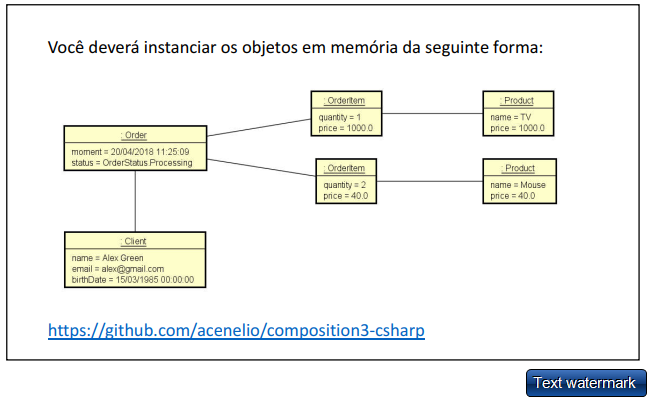 Você deverá instanciar os objetos em memória da seguinte forma:
: OrderItem
quantity = 1
price = 1000.0
: Product
name = TV
price = 1000.0
: Order
moment = 20/04/2018 11:25:09
status = OrderStatus.Processing
: OrderItem
quantity = 2
price = 40.0
: Product
name = Mouse
price = 40.0
: Client
name = Alex Green
email = alex@gmail.com
birthDate = 15/03/1985 00:00:00
https://github.com/acenelio/composition3-csharp
Text watermark